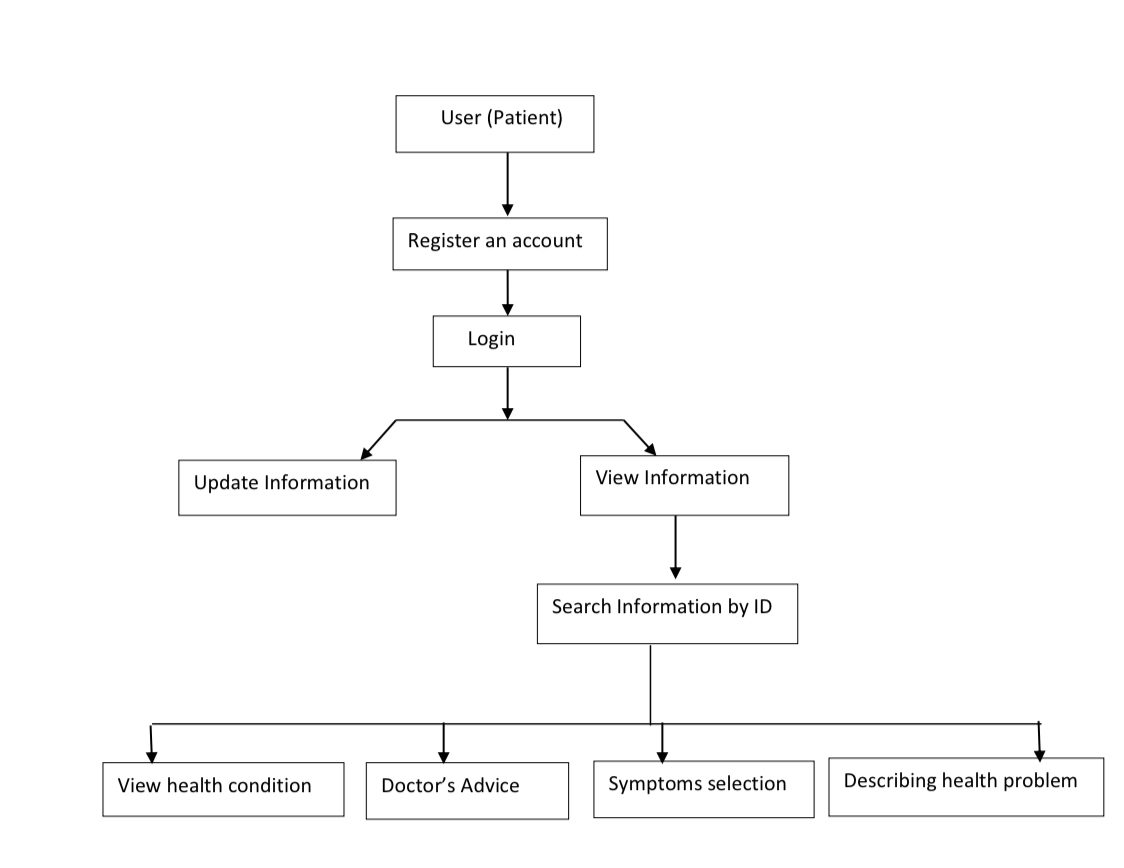 User (Patient)
Register an account
Login
Update Information
View Information
Search Information by ID
View health condition
Doctor’s Advice
Symptoms selection
Describing health problem